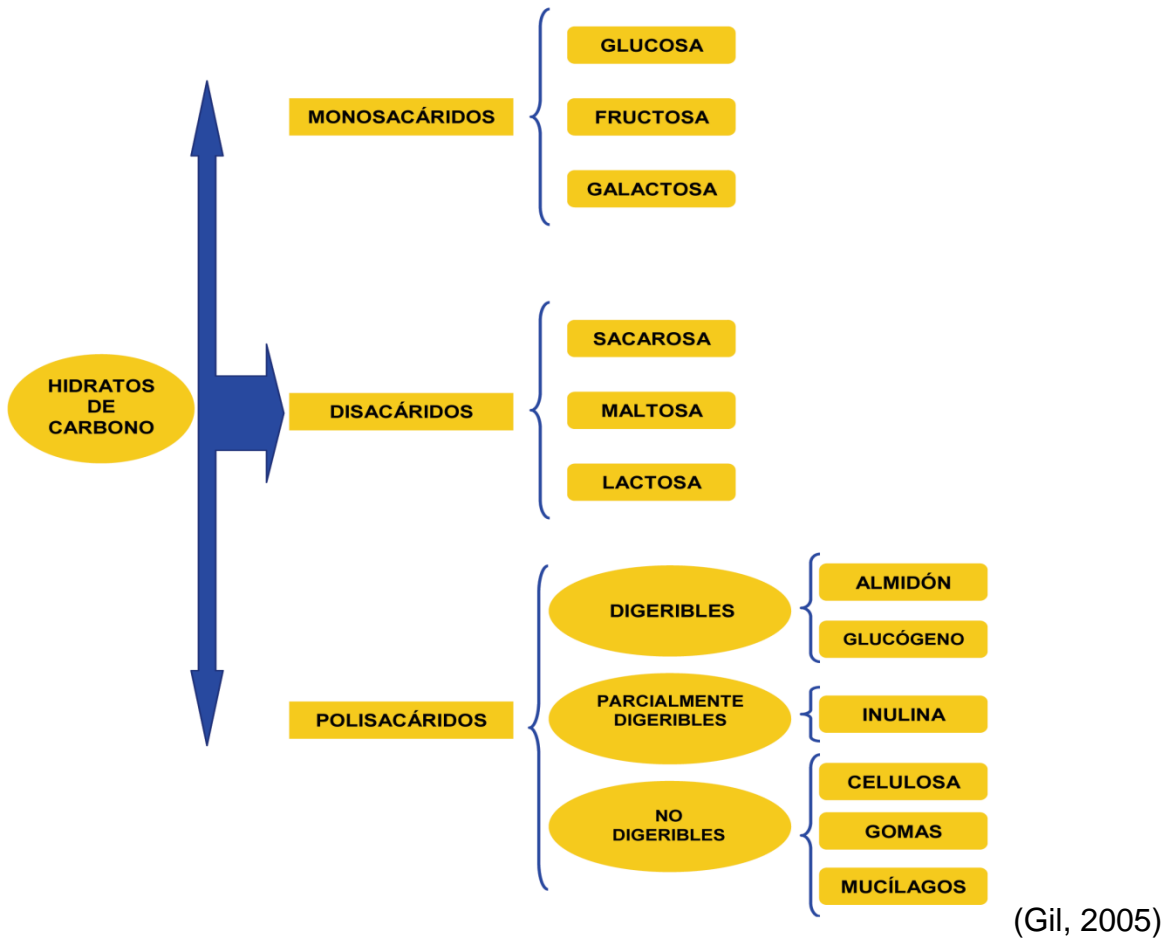 GLUCOSA
MONOSACÁRIDOS
FRUCTOSA
GALACTOSA
HIDRATOS
DE
CARBONO
SACAROSA
DISACÁRIDOS
MALTOSA
LACTOSA
POLISACÁRIDOS
DIGERIBLES
ALMIDÓN
GLUCÓGENO
PARCIALMENTE
DIGERIBLES
INULINA
NO
DIGERIBLES
CELULOSA
GOMAS
MUCÍLAGOS
(Gil, 2005)